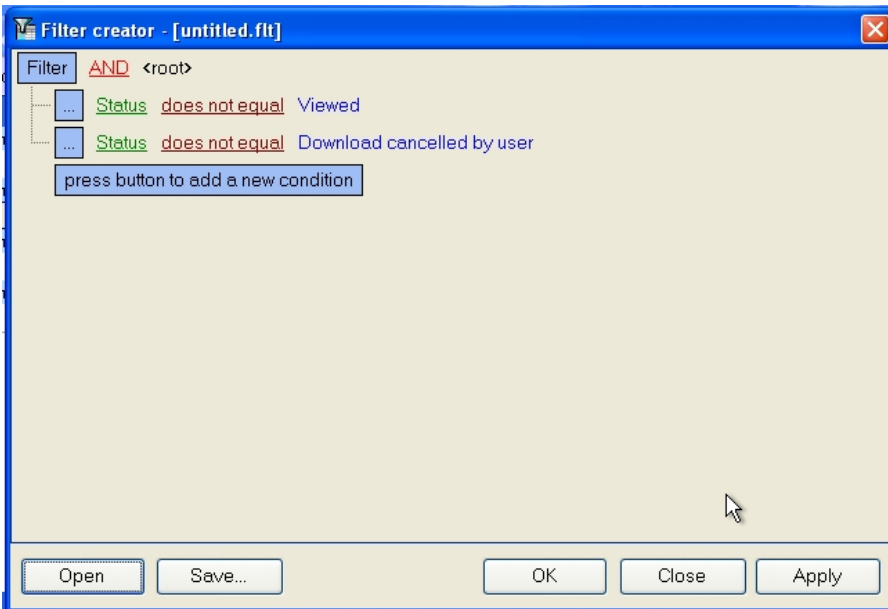 Filter creator - [untitled.flt]
Filter AND <root>
... Status does not equal Viewed
... Status does not equal Download cancelled by user
press button to add a new condition
Open Save... OK Close Apply